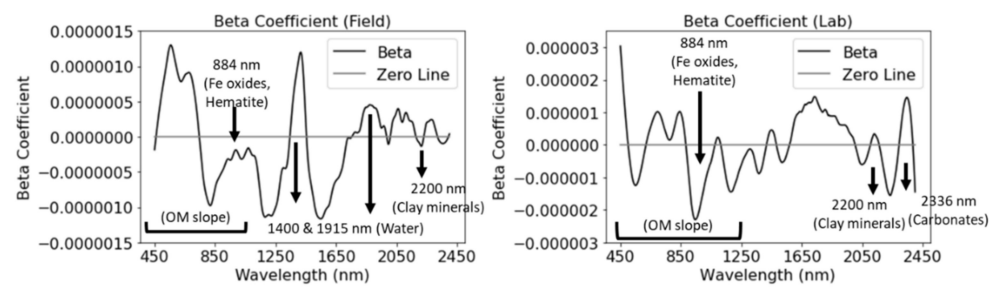 Beta Coefficient (Field)
Beta Coefficient
0.0000015
0.0000010
0.0000005
0.0000000
−0.0000005
−0.0000010
−0.0000015
884 nm
(Fe oxides,
Hematite)
Beta
Zero Line
2200 nm
(Clay minerals)
(OM slope)
1400 & 1915 nm (Water)
450 850 1250 1650 2050 2450
Wavelength (nm)
Beta Coefficient (Lab)
Beta Coefficient
0.000003
0.000002
0.000001
0.000000
−0.000001
−0.000002
−0.000003
884 nm
(Fe oxides,
Hematite)
Beta
Zero Line
2200 nm
(Clay minerals)
2336 nm
(Carbonates)
(OM slope)
450 850 1250 1650 2050 2450
Wavelength (nm)